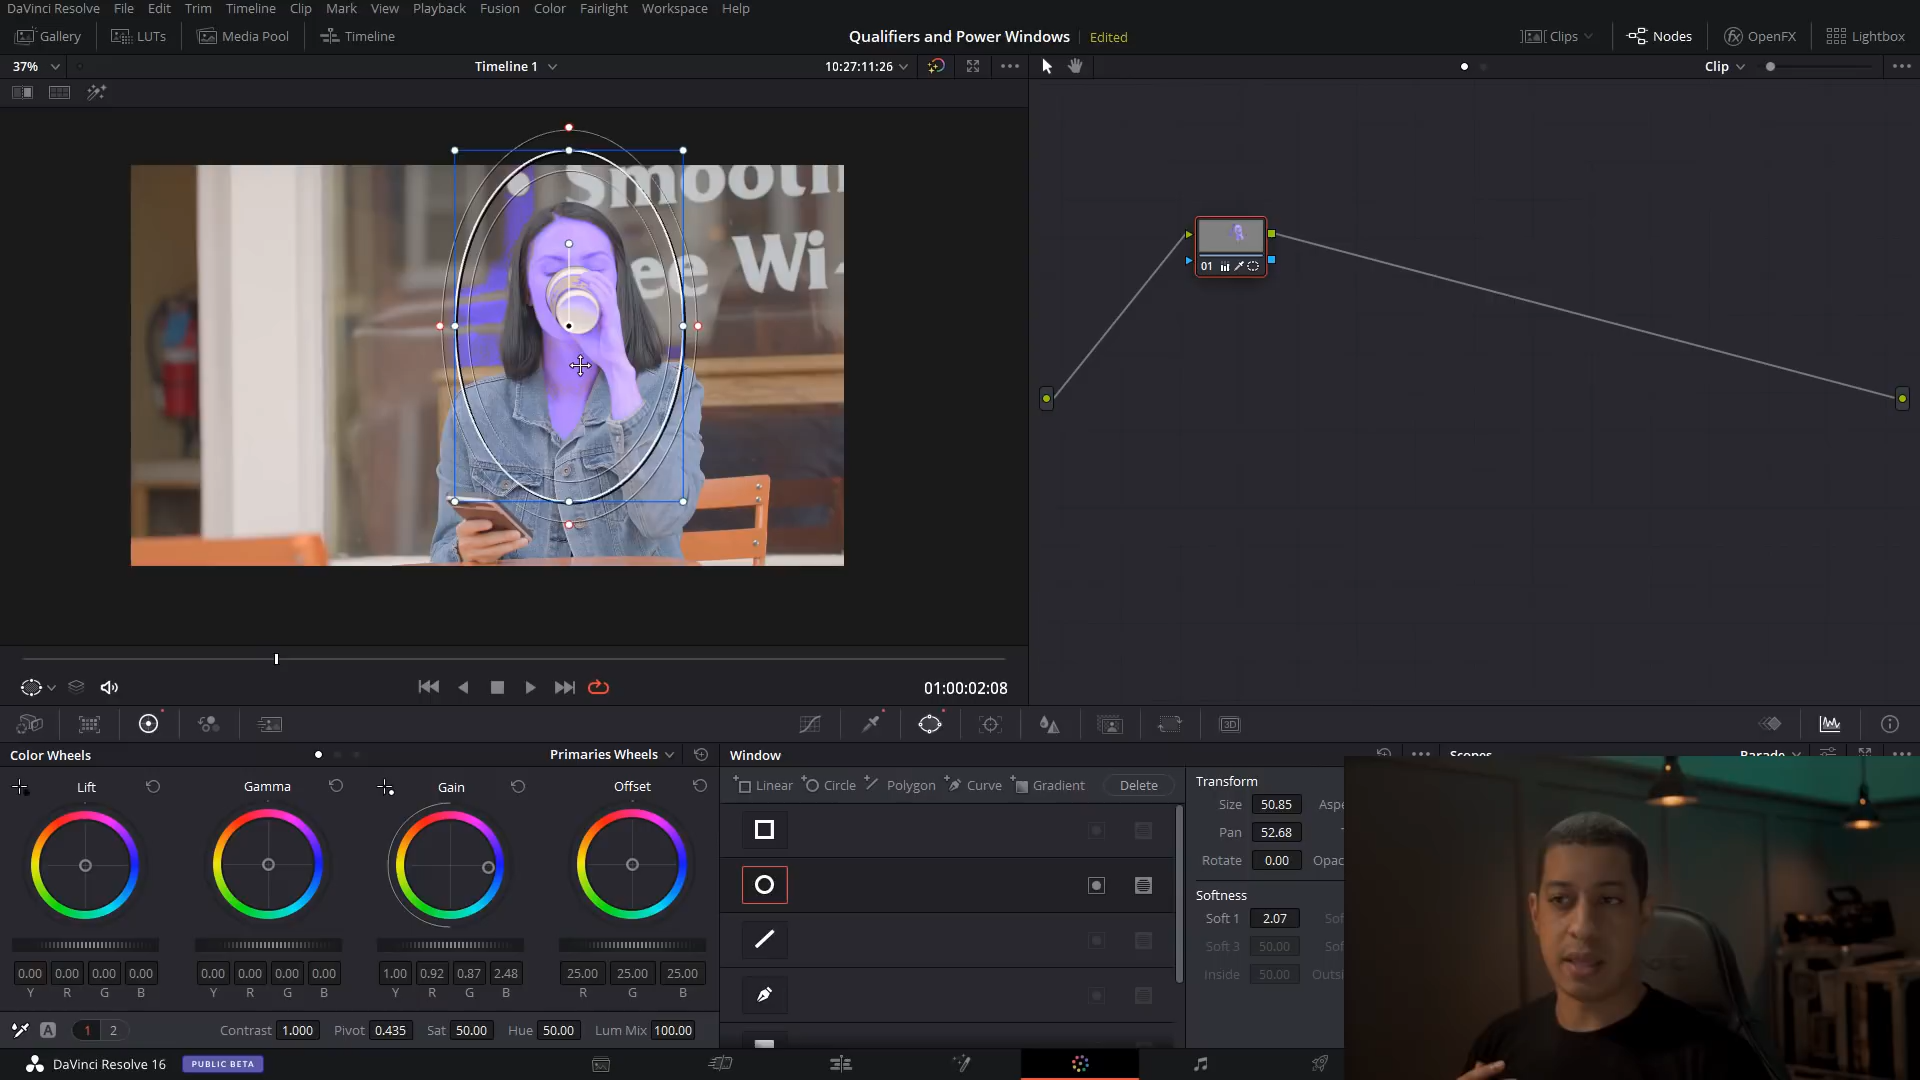 DaVinci Resolve File Edit Trim Timeline Clip Mark View Playback Fusion Color Fairlight Workspace Help
Gallery LUTs Media Pool Timeline Qualifiers and Power Windows Edited Clips Nodes OpenFX Lightbox
37% Timeline 1 10:27:11:26 Clip
Smooth
ee Wi-
01
01:00:02:08
Color Wheels Primaries Wheels Window Scopes Parade
Lift Gamma Gain Offset Linear Circle Polygon Curve Gradient Delete Transform
Size 50.85
Pan 52.68
Rotate 0.00
Softness
Soft 1 2.07
Soft 3 50.00
Inside 50.00
0.00 0.00 0.00 0.00 0.00 0.00 0.00 0.00 1.00 0.92 0.87 2.48 25.00 25.00 25.00
Y R G B Y R G B Y R G B R G B
A 1 2 Contrast 1.000 Pivot 0.435 Sat 50.00 Hue 50.00 Lum Mix 100.00
DaVinci Resolve 16 PUBLIC BETA
3D